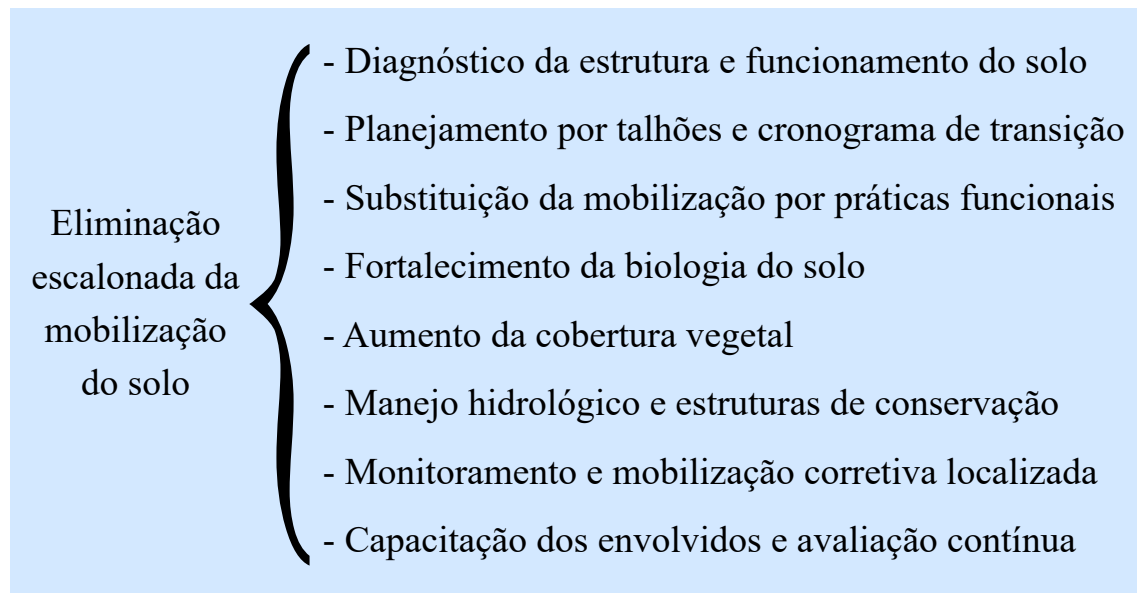 Eliminação
escalonada da
mobilização
do solo
- Diagnóstico da estrutura e funcionamento do solo
- Planejamento por talhões e cronograma de transição
- Substituição da mobilização por práticas funcionais
- Fortalecimento da biologia do solo
- Aumento da cobertura vegetal
- Manejo hidrológico e estruturas de conservação
- Monitoramento e mobilização corretiva localizada
- Capacitação dos envolvidos e avaliação contínua